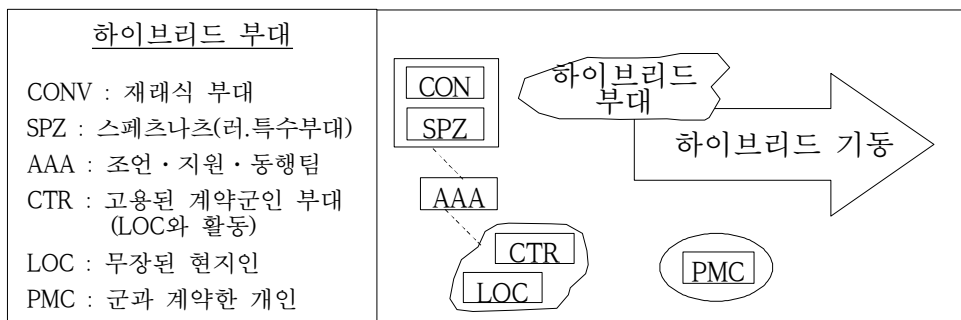 하이브리드 부대
CONV : 재래식 부대
SPZ : 스페츠나츠(러.특수부대)
AAA : 조언·지원·동행팀
CTR : 고용된 계약군인 부대
(LOC와 활동)
LOC : 무장된 현지인
PMC : 군과 계약한 개인
CON
SPZ
AAA
CTR
LOC
하이브리드
부대
하이브리드 기동
PMC